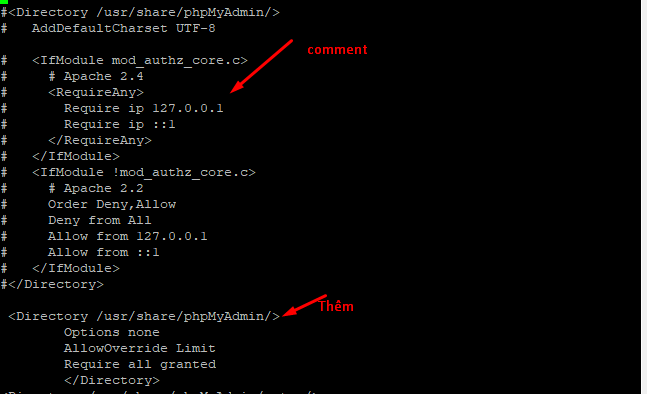 #<Directory /usr/share/phpMyAdmin/>
#   AddDefaultCharset UTF-8
comment
#   <IfModule mod_authz_core.c>
#     # Apache 2.4
#     <RequireAny>
#       Require ip 127.0.0.1
#       Require ip ::1
#     </RequireAny>
#   </IfModule>
#   <IfModule !mod_authz_core.c>
#     # Apache 2.2
#     Order Deny,Allow
#     Deny from All
#     Allow from 127.0.0.1
#     Allow from ::1
#   </IfModule>
#</Directory>
Thêm
 <Directory /usr/share/phpMyAdmin/>
        Options none
        AllowOverride Limit
        Require all granted
        </Directory>